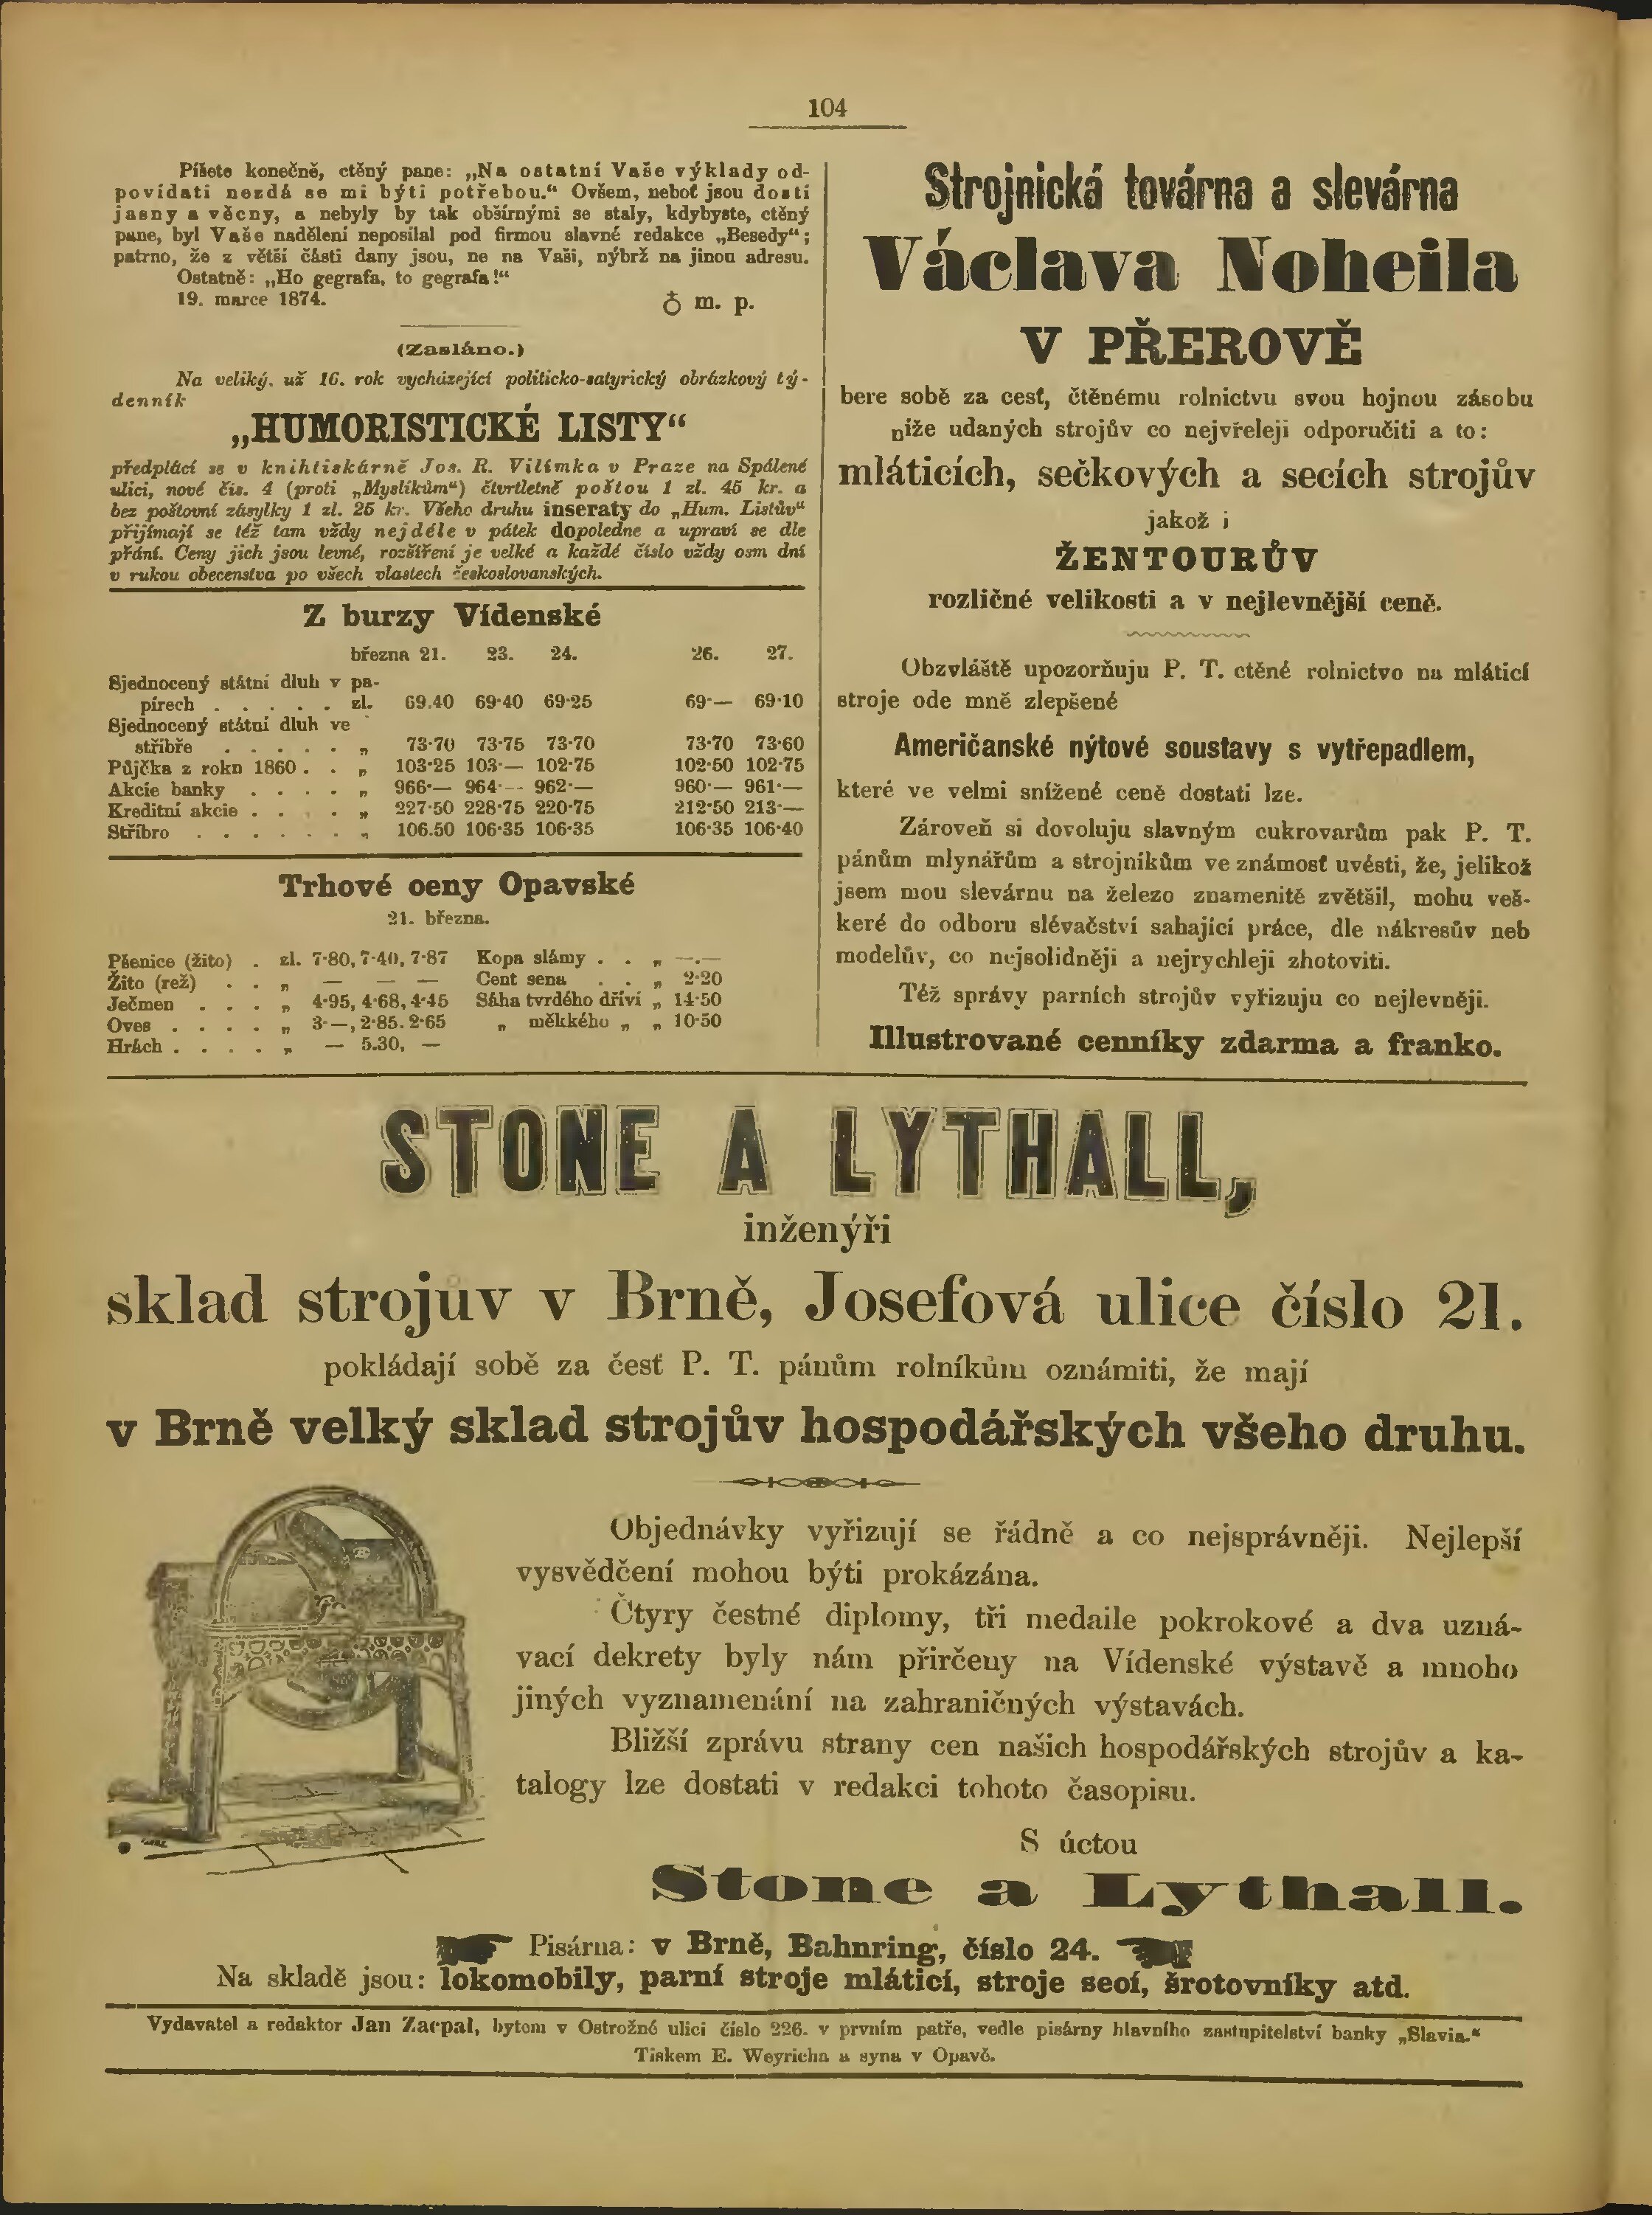 104
Píšete konečně, ctěný pane: „Na ostatní Vaše výklady od-
povídati nezdá se mi býti potřebou.“ Ovšem, neboť jsou dosti
jasny a věcny, a nebyly by tak obšírnými se staly, kdybyste, ctěný
pane, byl Vaše nadělení neposílal pod firmou slavné redakce „Besedy“;
patrno, že z větší části dany jsou, ne na Vaši, nýbrž na jinou adresu.
Ostatně: „Ho gegrafa, to gegrafa!“
19. marce 1874. ♁ m. p.
(Zasláno.)
Na veliký, už 16. rok vycházející politicko-satyrický obrázkový tý-
denník
„HUMORISTICKÉ LISTY“
předplácí se v knihtiskárně Jos. R. Vilímka v Praze na Spálené
ulici, nové čís. 4 (proti „Myslíkům“) čtvrtletně poštou 1 zl. 45 kr. a
bez poštovní zásylky 1 zl. 25 kr. Všeho druhu inseraty do „Hum. Listův“
přijímají se též tam vždy nejdéle v pátek dopoledne a upraví se dle
přání. Ceny jich jsou levné, rozšíření je velké a každé číslo vždy osm dní
v rukou obecenstva po všech vlastech českoslovanských.
Z burzy Vídenské
března 21. 23. 24. 26. 27.
Sjednocený státní dluh v pa-
pírech . . . . . zl. 69.40 69·40 69·25 69·— 69·10
Sjednocený státní dluh ve
stříbře . . . . . „ 73·70 73·75 73·70 73·70 73·60
Půjčka z roku 1860 . . „ 103·25 103·— 102·75 102·50 102·75
Akcie banky . . . . „ 966·— 964·— 962·— 960·— 961·—
Kreditní akcie . . . . „ 227·50 228·75 220·75 212·50 213·—
Stříbro . . . . . . „ 106.50 106·35 106·35 106·35 106·40
Trhové ceny Opavské
21. března.
Pšenice (žito) . zl. 7·80, 7·40, 7·87 Kopa slámy . . „ —.—
Žito (rež) . . „ — — — Cent sena . . „ 2·20
Ječmen . . . „ 4·95, 4·68, 4·45 Sáha tvrdého dříví „ 14·50
Oves . . . . „ 3·—, 2·85. 2·65 „ měkkého „ „ 10·50
Hrách . . . . „ — 5.30, —
Strojnická továrna a slevárna
Václava Noheila
V PŘEROVĚ
bere sobě za cesť, čtěnému rolnictvu svou hojnou zásobu
níže udaných strojův co nejvřeleji odporučiti a to:
mláticích, sečkových a secích strojův
jakož i
ŽENTOURŮV
rozličné velikosti a v nejlevnější ceně.
Obzvláště upozorňuju P. T. ctěné rolnictvo na mláticí
stroje ode mně zlepšené
Američanské nýtové soustavy s vytřepadlem,
které ve velmi snížené ceně dostati lze.
Zároveň si dovoluju slavným cukrovarům pak P. T.
pánům mlynářům a strojníkům ve známosť uvésti, že, jelikož
jsem mou slevárnu na železo znamenitě zvětšil, mohu veš-
keré do odboru slévačství sahající práce, dle nákresův neb
modelův, co nejsolidněji a nejrychleji zhotoviti.
Též správy parních strojův vyřizuju co nejlevněji.
Illustrované cenníky zdarma a franko.
STONE A LYTHALL,
inženýři
sklad strojův v Brně, Josefová ulice číslo 21.
pokládají sobě za česť P. T. pánům rolníkům oznámiti, že mají
v Brně velký sklad strojův hospodářských všeho druhu.
Objednávky vyřizují se řádně a co nejsprávněji. Nejlepší
vysvědčení mohou býti prokázána.
Čtyry čestné diplomy, tři medaile pokrokové a dva uzná-
vací dekrety byly nám přirčeny na Vídenské výstavě a mnoho
jiných vyznamenání na zahraničných výstavách.
Bližší zprávu strany cen našich hospodářských strojův a ka-
talogy lze dostati v redakci tohoto časopisu.
S úctou
Stone a Lythall.
Pisárna: v Brně, Bahnring, číslo 24.
Na skladě jsou: lokomobily, parní stroje mláticí, stroje secí, šrotovníky atd.
Vydavatel a redaktor Jan Zacpal, bytem v Ostrožné ulici číslo 226. v prvním patře, vedle pisárny hlavního zastupitelství banky „Slavia.“
Tiskem E. Weyricha a syna v Opavě.